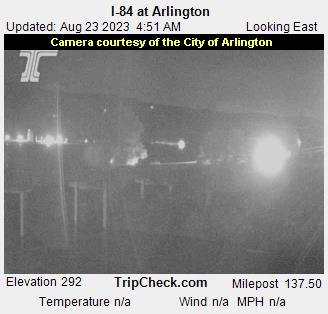 I-84 at Arlington
Updated: Aug 23 2023 4:51 AM Looking East
Camera courtesy of the City of Arlington
Elevation 292 TripCheck.com Milepost 137.50
Temperature n/a Wind n/a MPH n/a